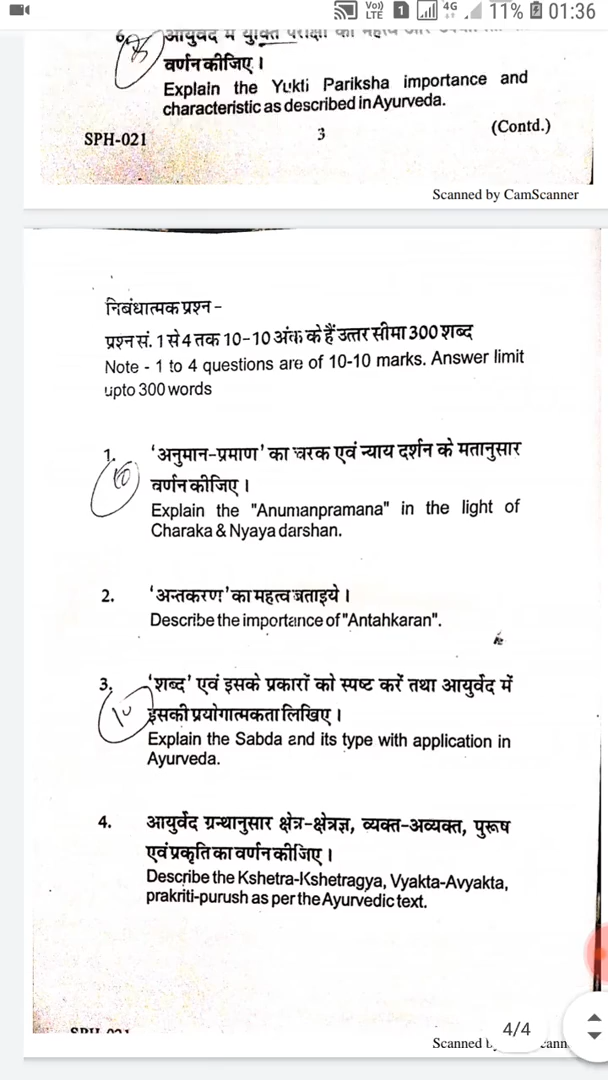 Vo)) LTE 1 4G 11% 01:36
6. आयुर्वेद में युक्ति परीक्षा का महत्व और
वर्णन कीजिए ।
Explain the Yukti Pariksha importance and
characteristic as described in Ayurveda.
SPH-021 3 (Contd.)
Scanned by CamScanner
निबंधात्मक प्रश्न -
प्रश्न सं. 1 से 4 तक 10-10 अंक के हैं उत्तर सीमा 300 शब्द
Note - 1 to 4 questions are of 10-10 marks. Answer limit
upto 300 words
1. 'अनुमान-प्रमाण' का चरक एवं न्याय दर्शन के मतानुसार
10 वर्णन कीजिए ।
Explain the "Anumanpramana" in the light of
Charaka & Nyaya darshan.
2. 'अन्तकरण' का महत्व बताइये ।
Describe the importance of "Antahkaran".
3. 'शब्द' एवं इसके प्रकारों को स्पष्ट करें तथा आयुर्वेद में
10 इसकी प्रयोगात्मकता लिखिए ।
Explain the Sabda and its type with application in
Ayurveda.
4. आयुर्वेद ग्रन्थानुसार क्षेत्र-क्षेत्रज्ञ, व्यक्त-अव्यक्त, पुरूष
एवं प्रकृति का वर्णन कीजिए ।
Describe the Kshetra-Kshetragya, Vyakta-Avyakta,
prakriti-purush as per the Ayurvedic text.
SPH-021
4/4
Scanned